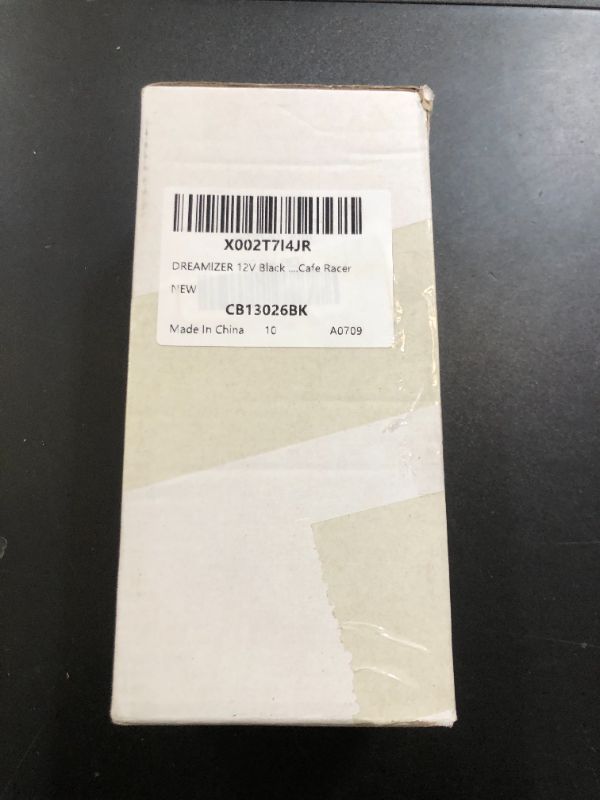 X002T7I4JR
DREAMIZER 12V Black ....Cafe Racer
NEW
CB13026BK
Made In China 10 A0709